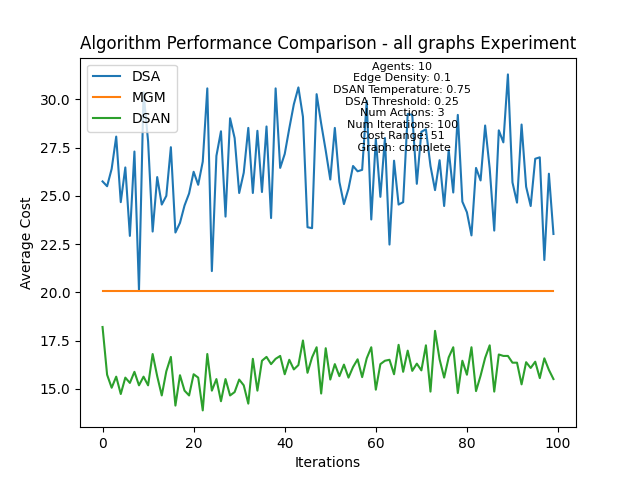 Algorithm Performance Comparison - all graphs Experiment
DSA
MGM
DSAN
Agents: 10
Edge Density: 0.1
DSAN Temperature: 0.75
DSA Threshold: 0.25
Num Actions: 3
Num Iterations: 100
Cost Range: 51
Graph: complete
Average Cost
30.0
27.5
25.0
22.5
20.0
17.5
15.0
0 20 40 60 80 100
Iterations